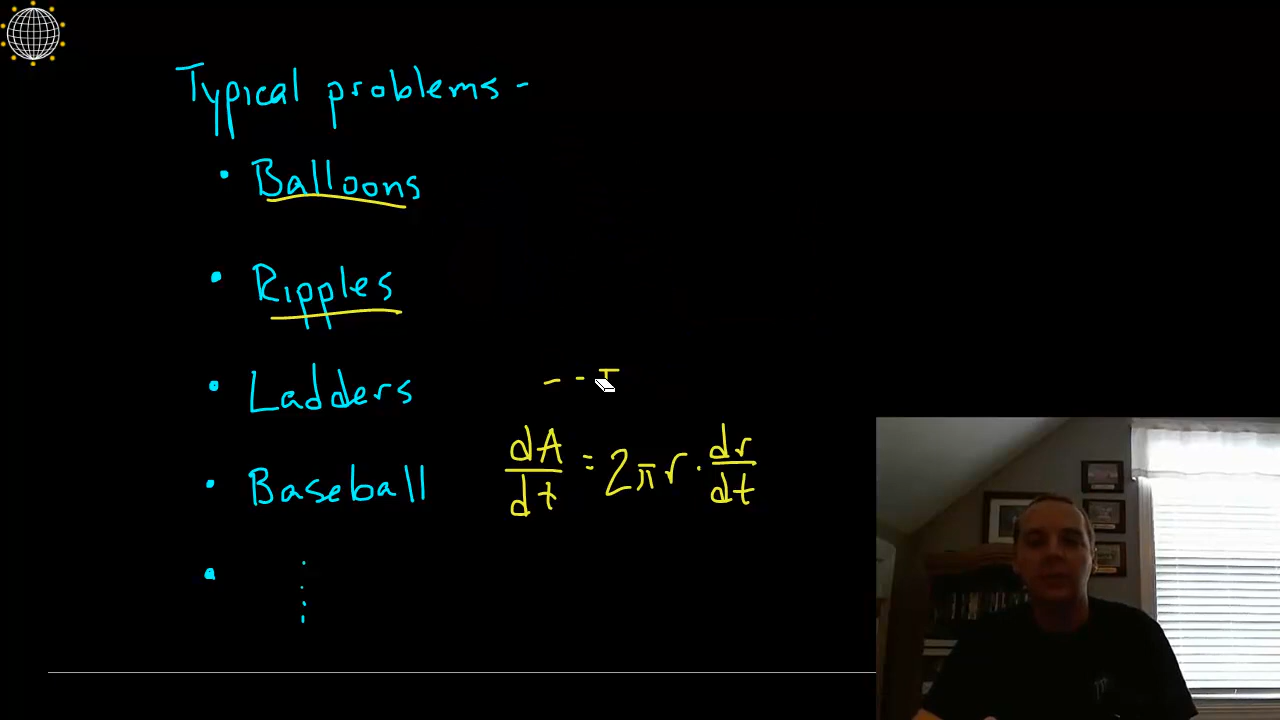 Typical problems -
• Balloons
• Ripples
• Ladders
• Baseball
dA/dt = 2πr · dr/dt
•
⋮